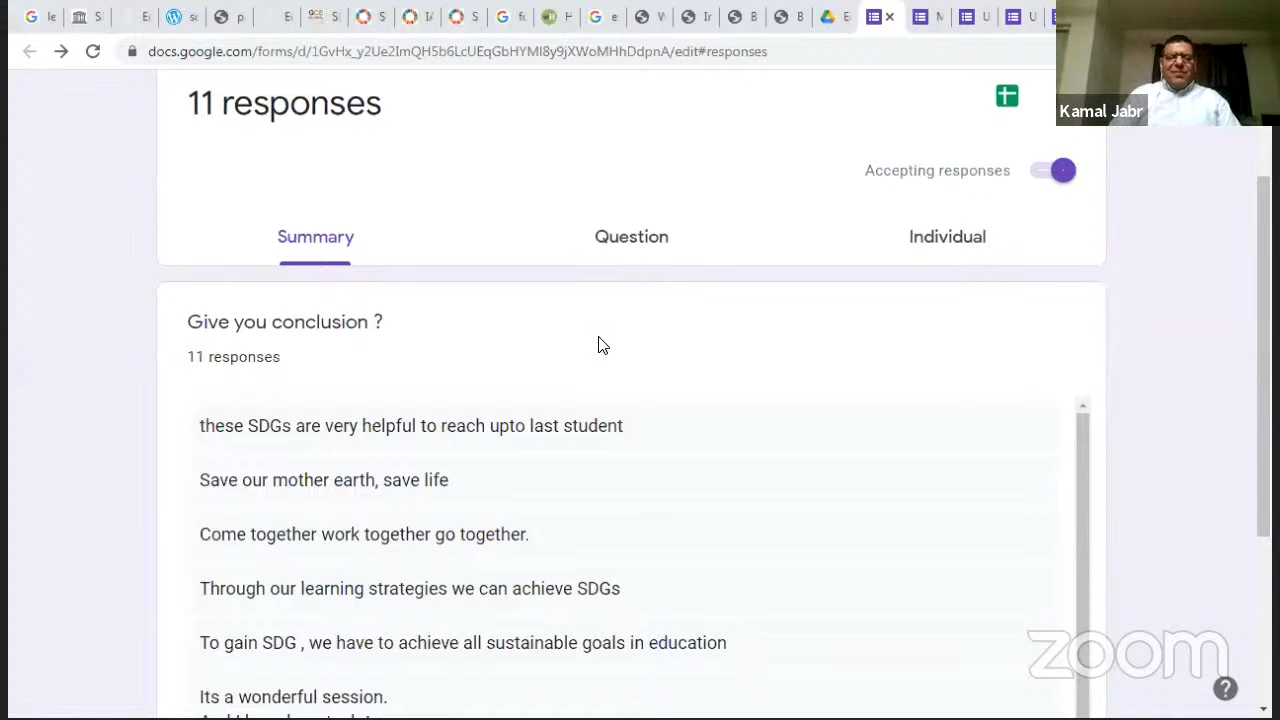 docs.google.com/forms/d/1GvHx_y2Ue2ImQH5b6LcUEqGbHYMl8y9jXWoMHhDdpnA/edit#responses
Kamal Jabr
11 responses
Accepting responses
Summary Question Individual
Give you conclusion ?
11 responses
these SDGs are very helpful to reach upto last student
Save our mother earth, save life
Come together work together go together.
Through our learning strategies we can achieve SDGs
To gain SDG , we have to achieve all sustainable goals in education
Its a wonderful session.
zoom